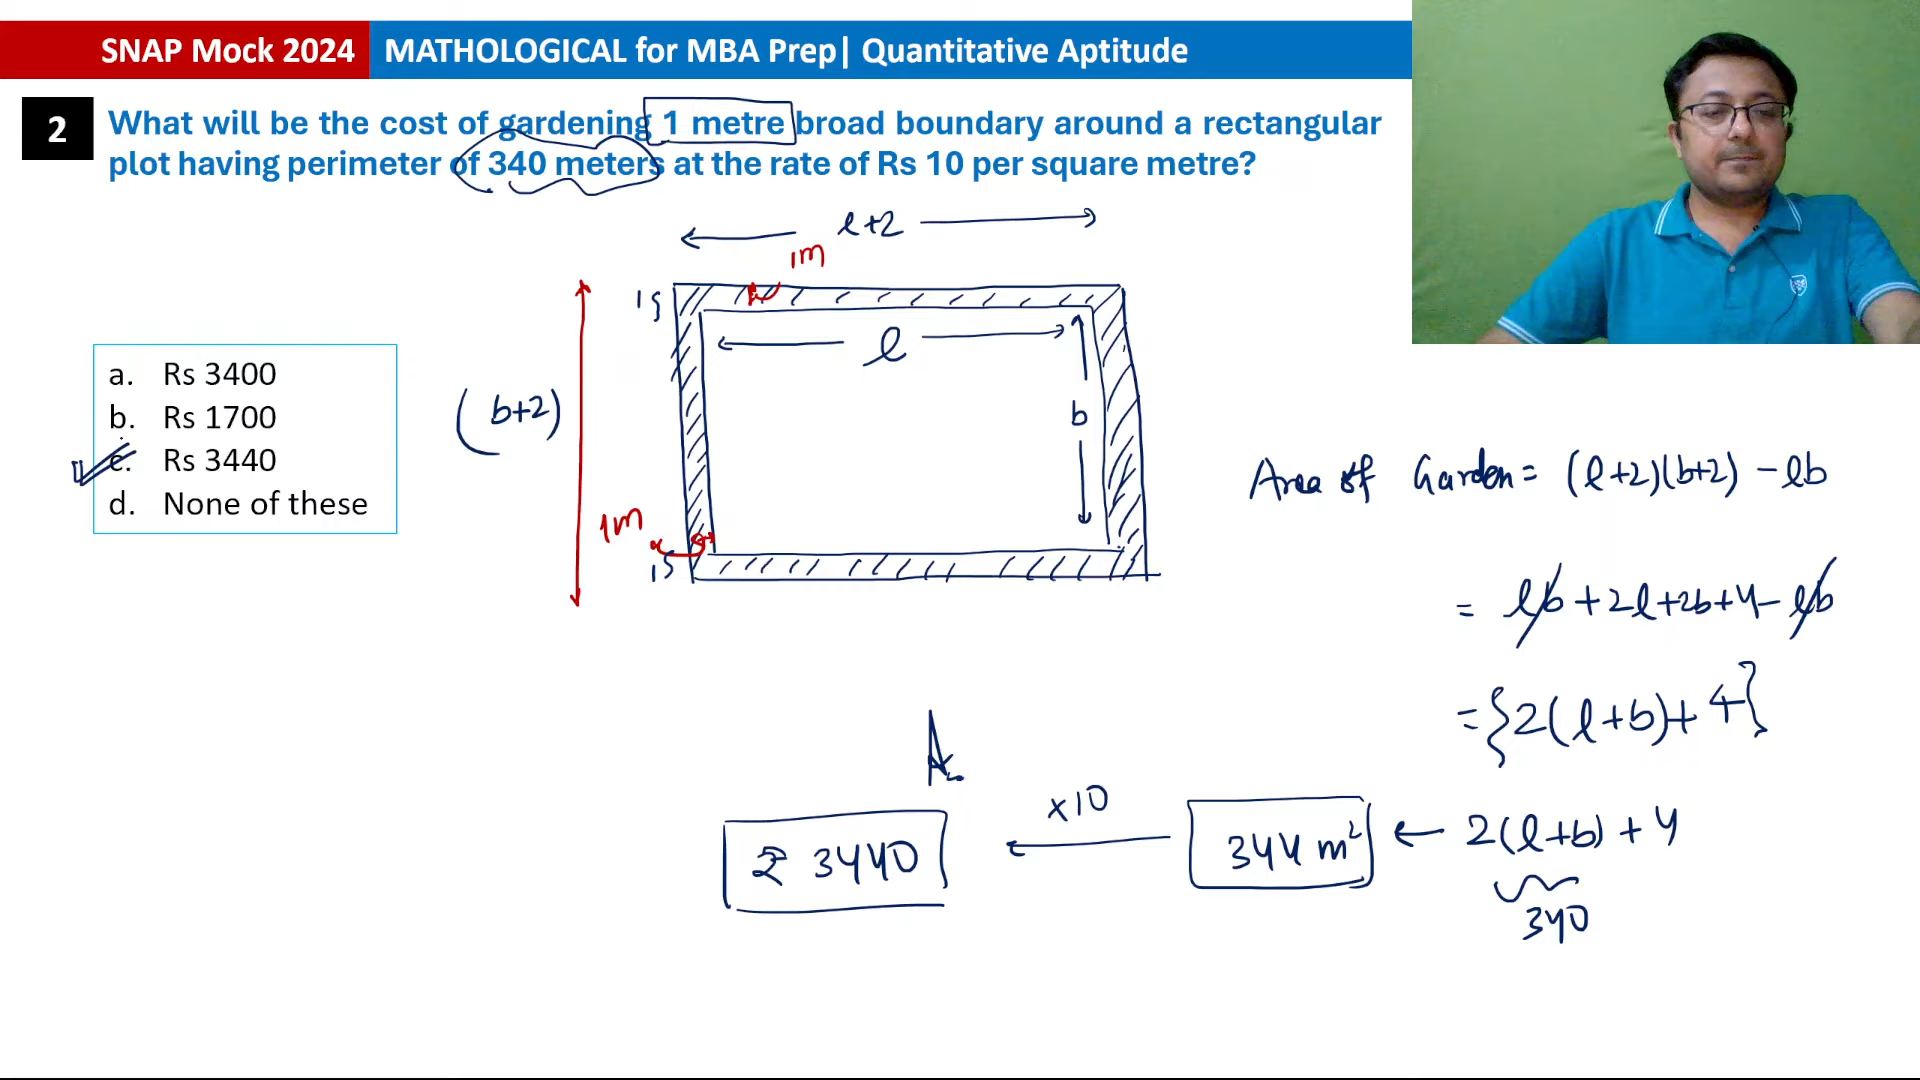 SNAP Mock 2024 MATHOLOGICAL for MBA Prep| Quantitative Aptitude
2 What will be the cost of gardening 1 metre broad boundary around a rectangular
plot having perimeter of 340 meters at the rate of Rs 10 per square metre?
l+2
1m
1
l
a. Rs 3400
b. Rs 1700
c. Rs 3440
d. None of these
(b+2)
b
Area of Garden = (l+2)(b+2) - lb
1m
1
= lb + 2l + 2b + 4 - lb
= {2(l+b) + 4}
x10
₹ 3440
344 m²
← 2(l+b) + 4
340